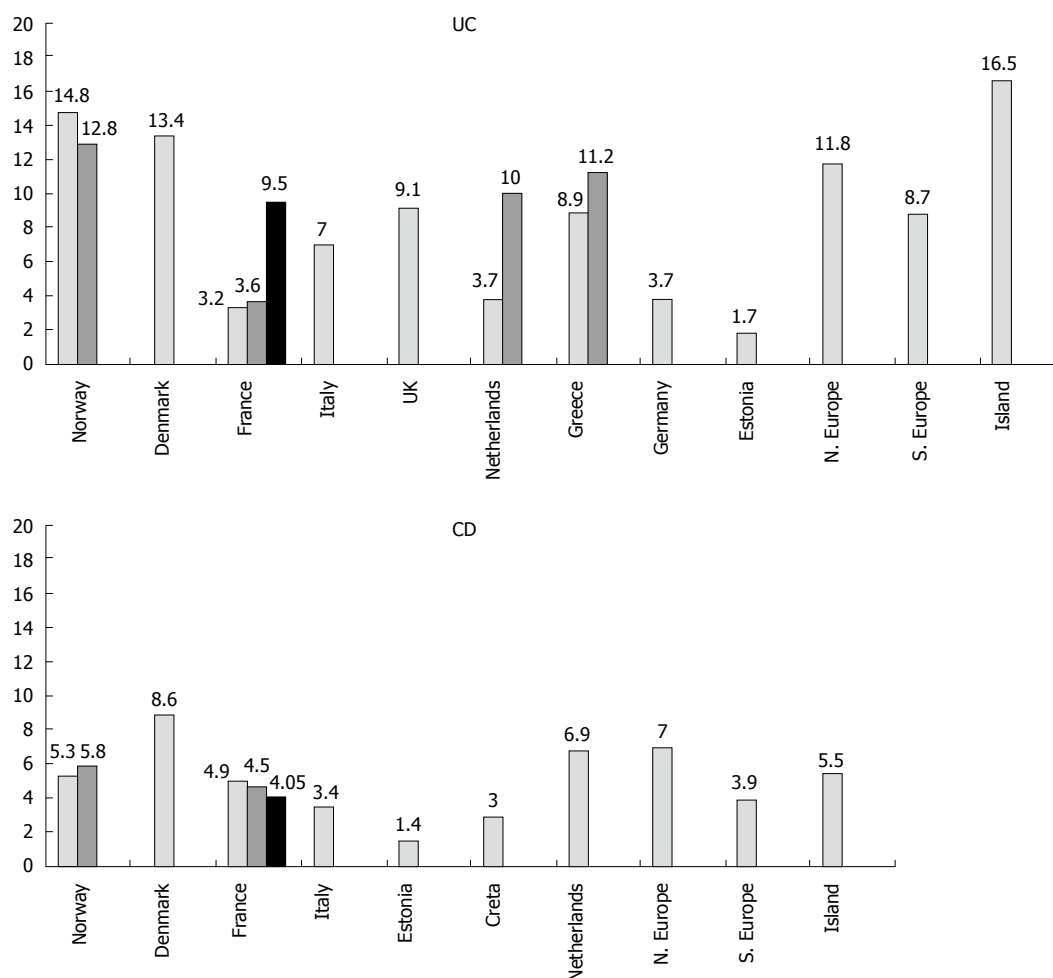 UC
20
18
16
14
12
10
8
6
4
2
0
14.8
12.8
13.4
3.2
3.6
9.5
7
9.1
3.7
10
8.9
11.2
3.7
1.7
11.8
8.7
16.5
Norway
Denmark
France
Italy
UK
Netherlands
Greece
Germany
Estonia
N. Europe
S. Europe
Island
CD
20
18
16
14
12
10
8
6
4
2
0
5.3
5.8
8.6
4.9
4.5
4.05
3.4
1.4
3
6.9
7
3.9
5.5
Norway
Denmark
France
Italy
Estonia
Creta
Netherlands
N. Europe
S. Europe
Island